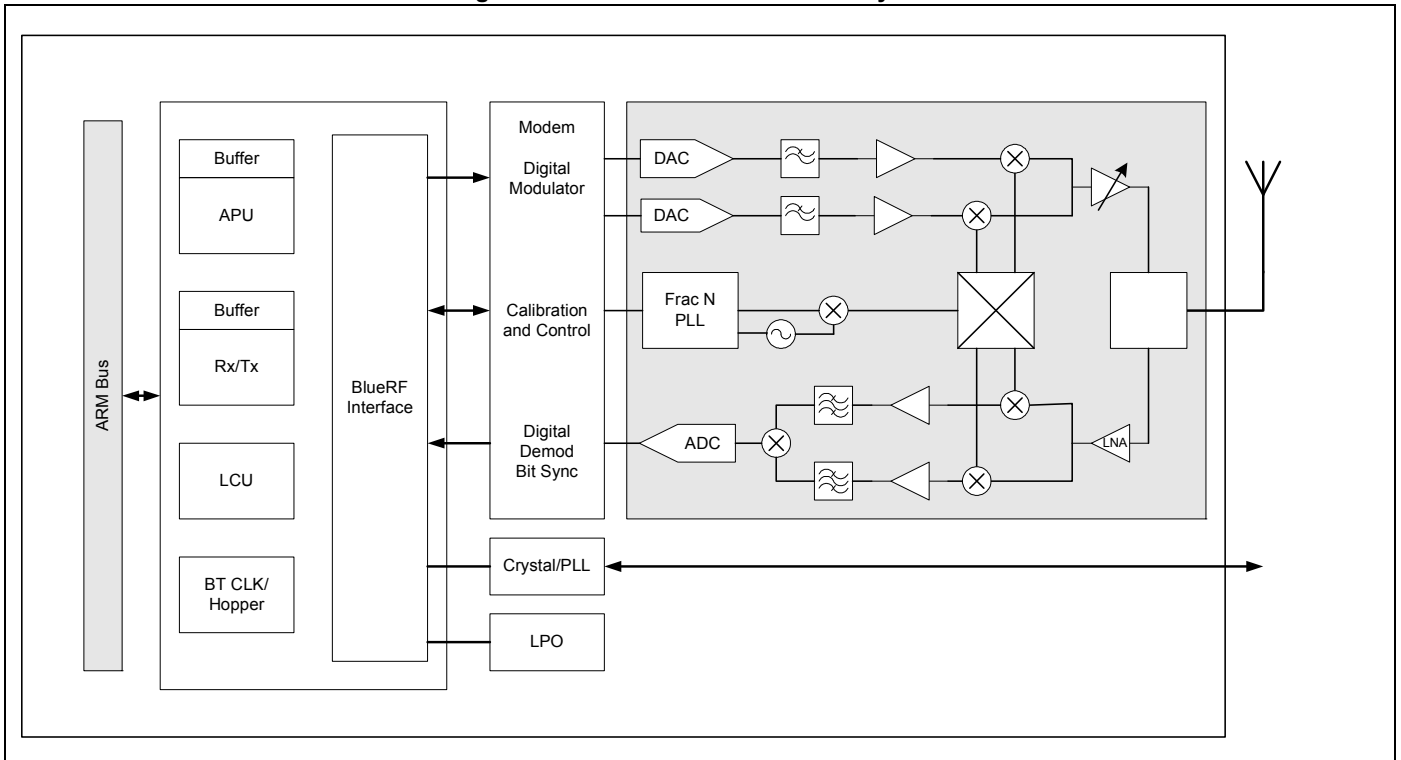 ARM Bus
Buffer
APU
Buffer
Rx/Tx
LCU
BT CLK/
Hopper
BlueRF
Interface
Modem
Digital
Modulator
Calibration
and Control
Digital
Demod
Bit Sync
Crystal/PLL
LPO
DAC
DAC
Frac N
PLL
ADC
LNA